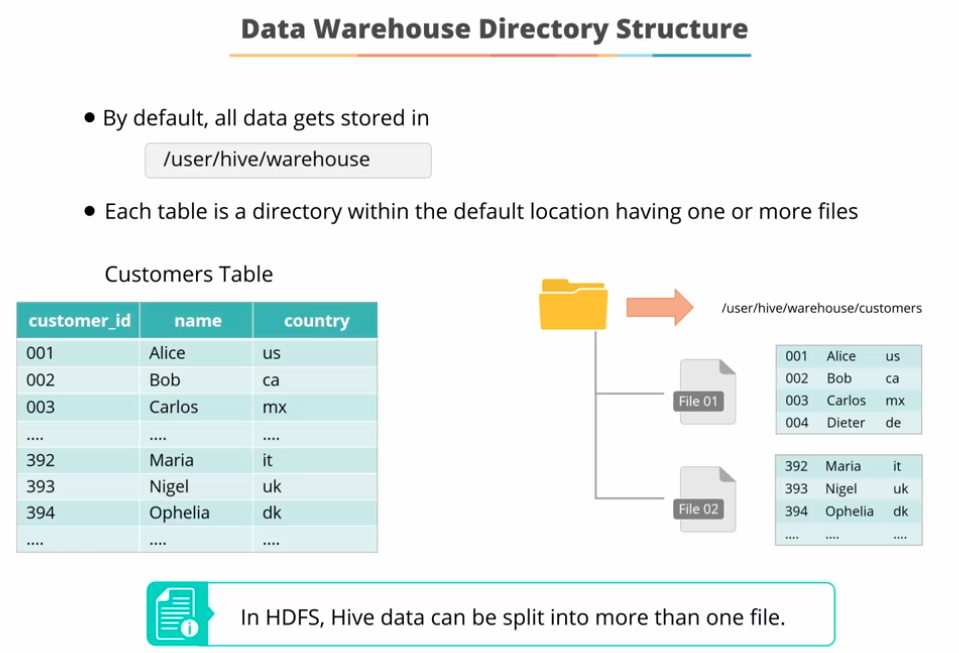 Data Warehouse Directory Structure
• By default, all data gets stored in
/user/hive/warehouse
• Each table is a directory within the default location having one or more files
Customers Table
customer_id name country
001 Alice us
002 Bob ca
003 Carlos mx
.... .... ....
392 Maria it
393 Nigel uk
394 Ophelia dk
.... .... ....
/user/hive/warehouse/customers
File 01
001 Alice us
002 Bob ca
003 Carlos mx
004 Dieter de
File 02
392 Maria it
393 Nigel uk
394 Ophelia dk
.... .... ....
In HDFS, Hive data can be split into more than one file.